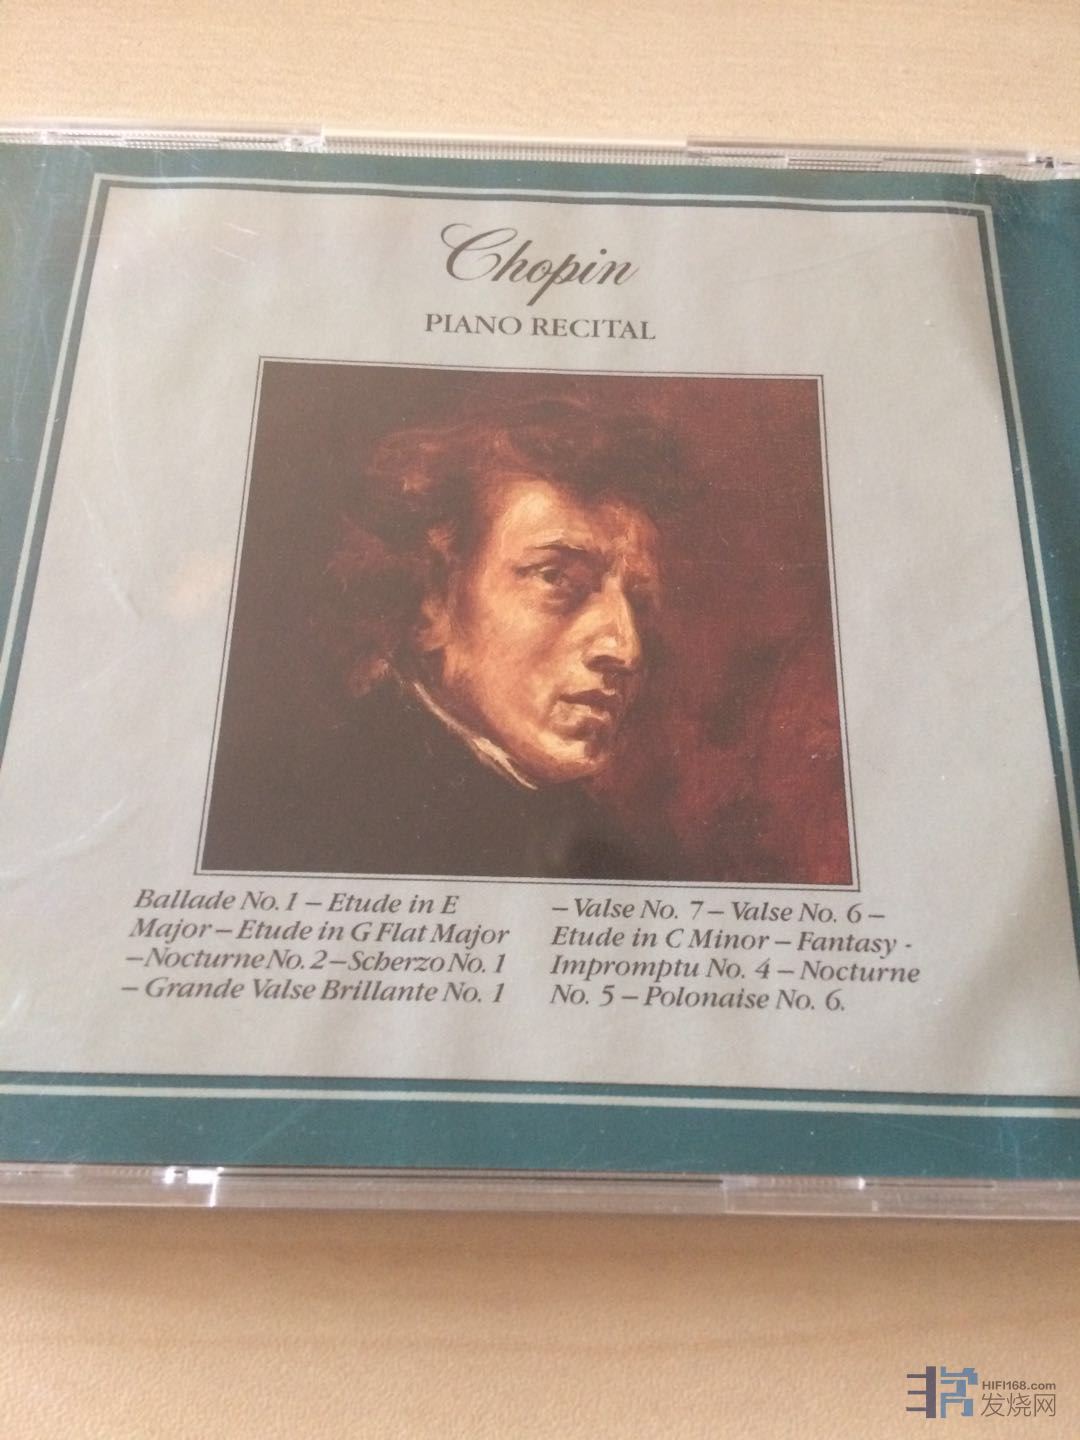 Chopin
PIANO RECITAL
Ballade No. 1 – Etude in E
Major – Etude in G Flat Major
– Nocturne No. 2 – Scherzo No. 1
– Grande Valse Brillante No. 1
– Valse No. 7 – Valse No. 6 –
Etude in C Minor – Fantasy -
Impromptu No. 4 – Nocturne
No. 5 – Polonaise No. 6.
HIFI168.com
发烧网